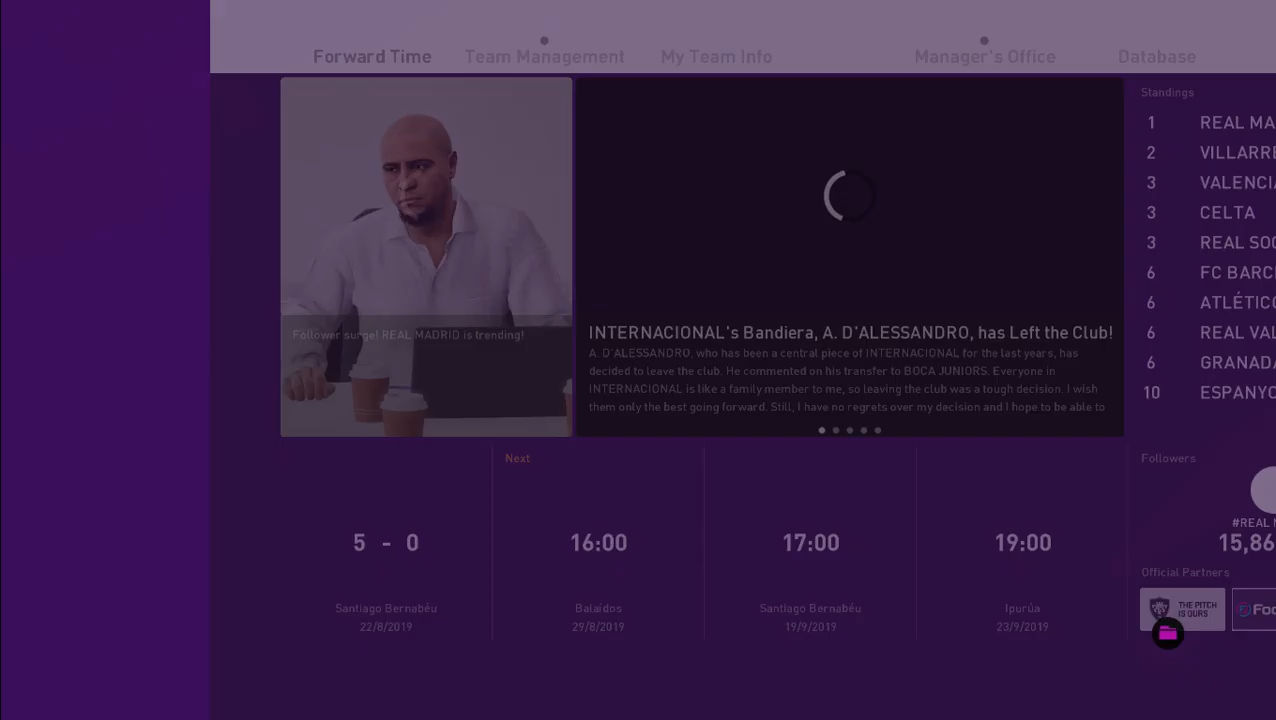 Forward Time
Team Management
My Team Info
Manager's Office
Database
Follower surge! REAL MADRID is trending!
INTERNACIONAL's Bandiera, A. D'ALESSANDRO, has Left the Club!
A. D'ALESSANDRO, who has been a central piece of INTERNACIONAL for the last years, has
decided to leave the club. He commented on his transfer to BOCA JUNIORS. Everyone in
INTERNACIONAL is like a family member to me, so leaving the club was a tough decision. I wish
them only the best going forward. Still, I have no regrets over my decision and I hope to be able to
Standings
1 REAL MA
2 VILLARRE
3 VALENCIA
3 CELTA
3 REAL SOC
6 FC BARC
6 ATLÉTICO
6 REAL VAL
6 GRANADA
10 ESPANYO
Next
5 - 0
Santiago Bernabéu
22/8/2019
16:00
Balaídos
29/8/2019
17:00
Santiago Bernabéu
19/9/2019
19:00
Ipurúa
23/9/2019
Followers
#REAL
15,86
Official Partners
THE PITCH
IS OURS
Foo